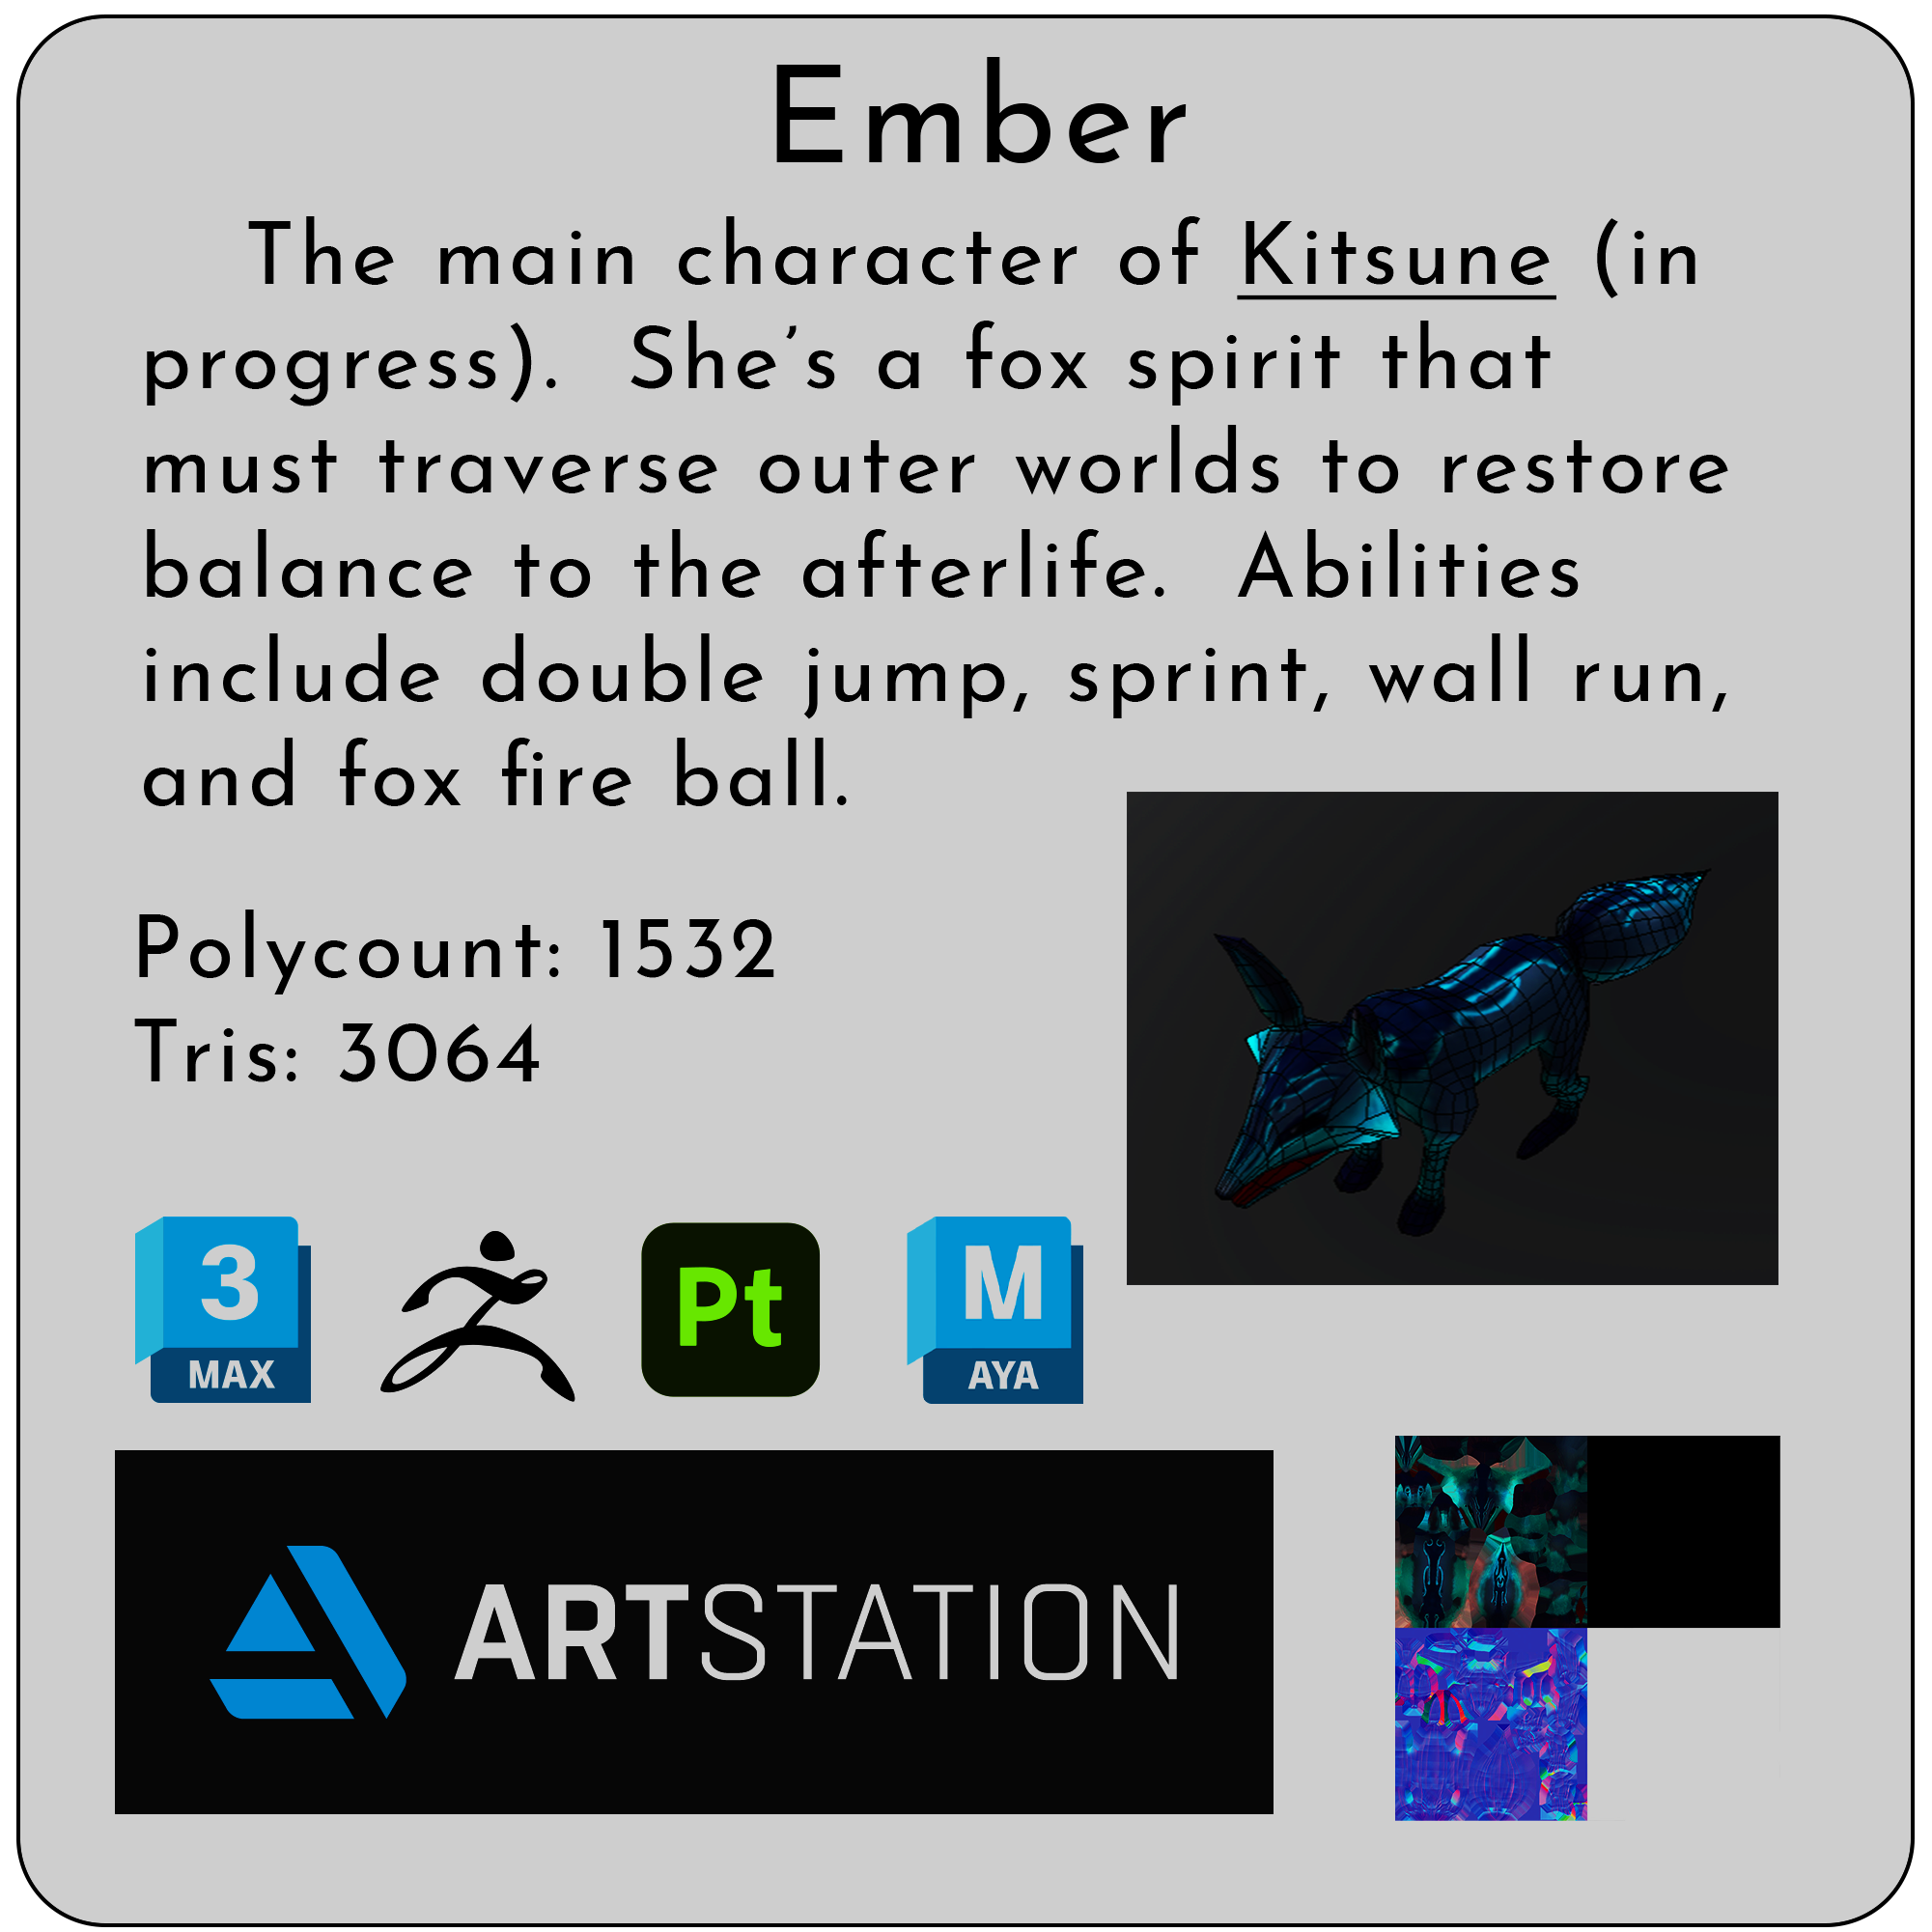 Ember
The main character of Kitsune (in
progress).  She’s a fox spirit that
must traverse outer worlds to restore
balance to the afterlife.  Abilities
include double jump, sprint, wall run,
and fox fire ball.
Polycount: 1532
Tris: 3064
3
MAX
Pt
M
AYA
ARTSTATION